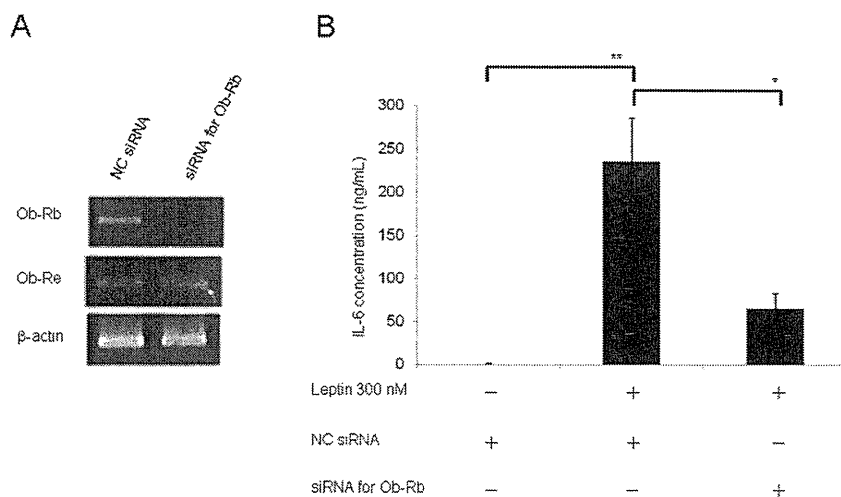 A
NC siRNA
siRNA for Ob-Rb
Ob-Rb
Ob-Re
β-actin
B
**
*
IL-6 concentration (ng/mL)
300
250
200
150
100
50
0
Leptin 300 nM − + +
NC siRNA + + −
siRNA for Ob-Rb − − +